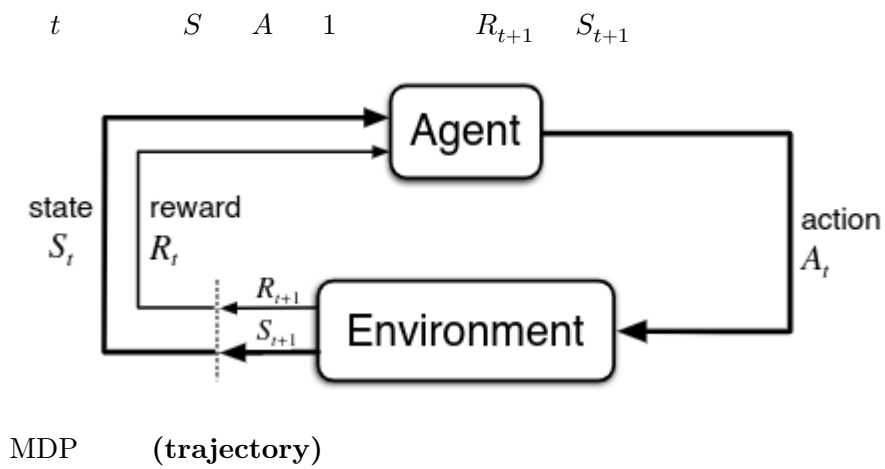 t S A 1 R_{t+1} S_{t+1}
Agent
state
S_t
reward
R_t
action
A_t
R_{t+1}
S_{t+1}
Environment
MDP (trajectory)